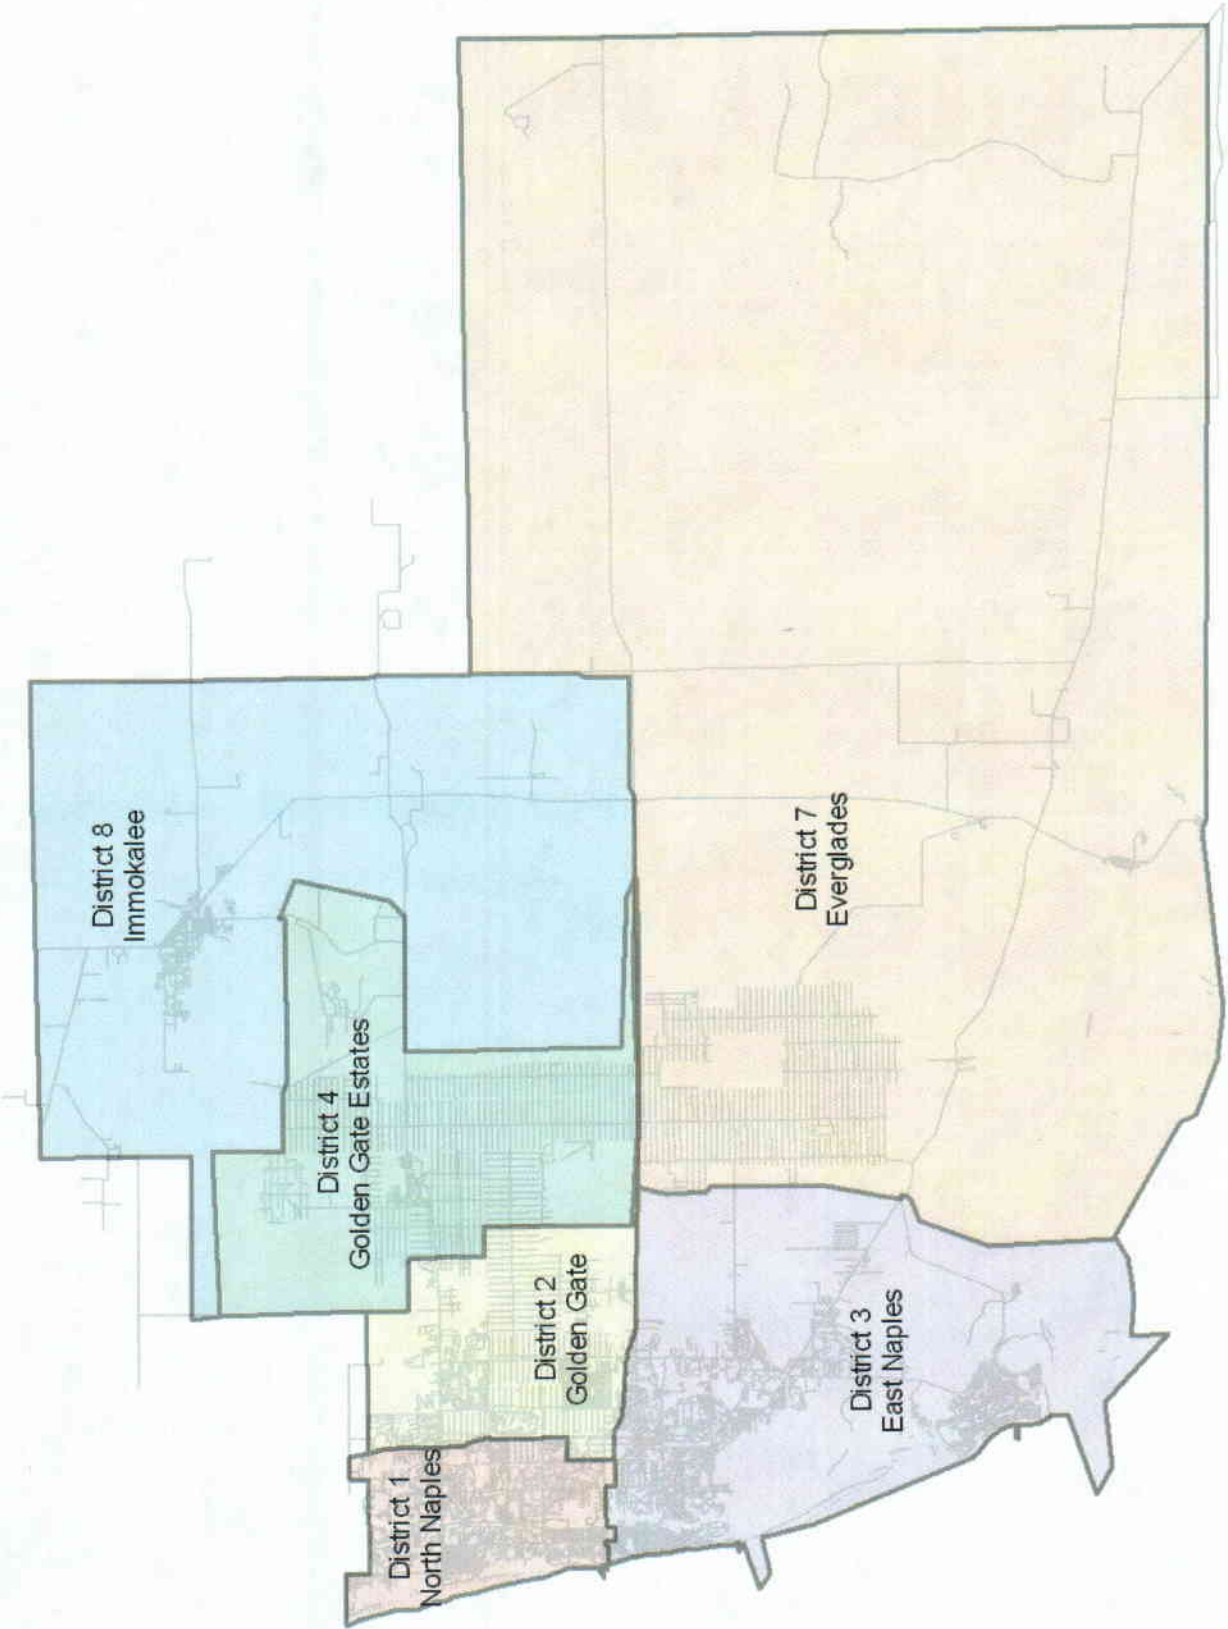 District 8
Immokalee
District 4
Golden Gate Estates
District 7
Everglades
District 2
Golden Gate
District 3
East Naples
District 1
North Naples